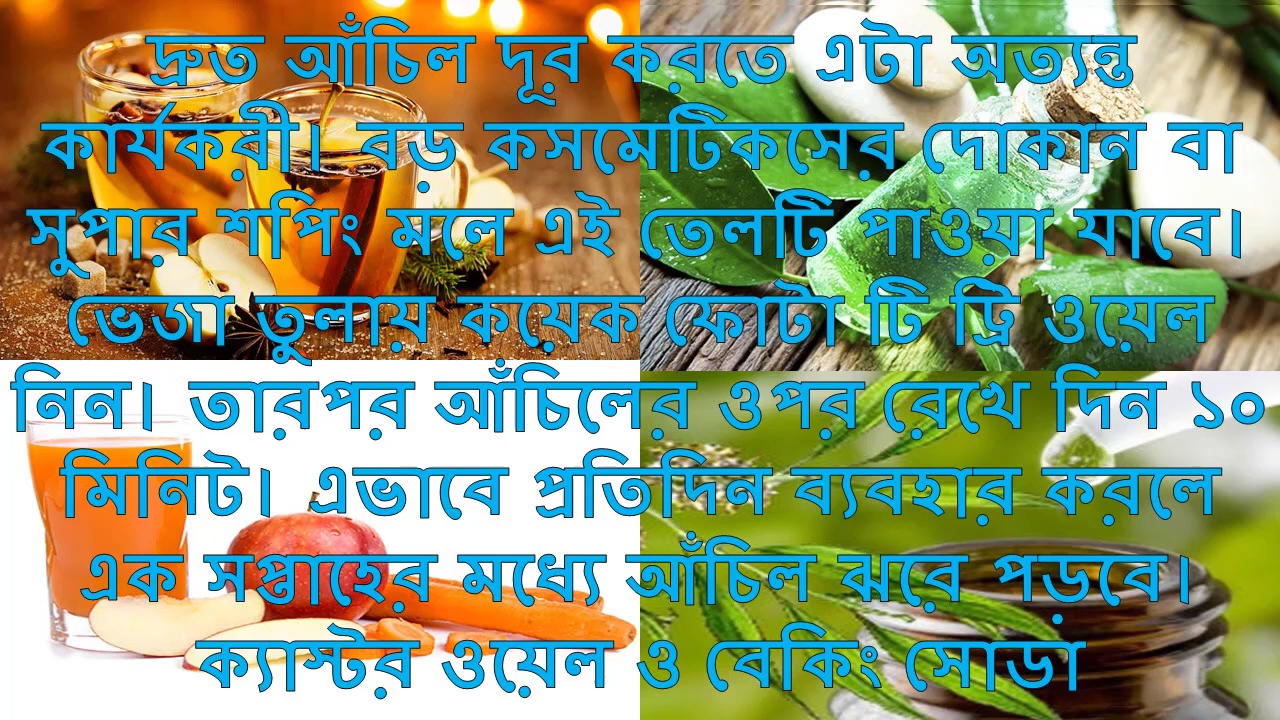 দ্রুত আঁচিল দূর করতে এটা অত্যন্ত
কার্যকরী। বড় কসমেটিকসের দোকান বা
সুপার শপিং মলে এই তেলটি পাওয়া যাবে।
ভেজা তুলায় কয়েক ফোটা টি ট্রি ওয়েল
নিন। তারপর আঁচিলের ওপর রেখে দিন ১০
মিনিট। এভাবে প্রতিদিন ব্যবহার করলে
এক সপ্তাহের মধ্যে আঁচিল ঝরে পড়বে।
ক্যাস্টর ওয়েল ও বেকিং সোডা